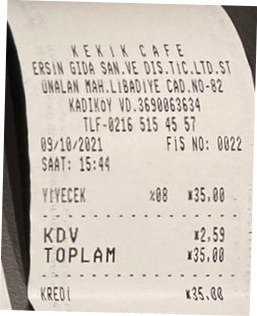 KEKIK CAFE
ERSIN GIDA SAN.VE DIS.TIC.LTD.ST
ÜNALAN MAH.LIBADIYE CAD.NO-82
KADIKOY VD.3690063634
TLF-0216 515 45 57
09/10/2021 FIS NO: 0022
SAAT: 15:44
YIYECEK %08 *35,00
KDV *2,59
TOPLAM *35,00
KREDI *35,00